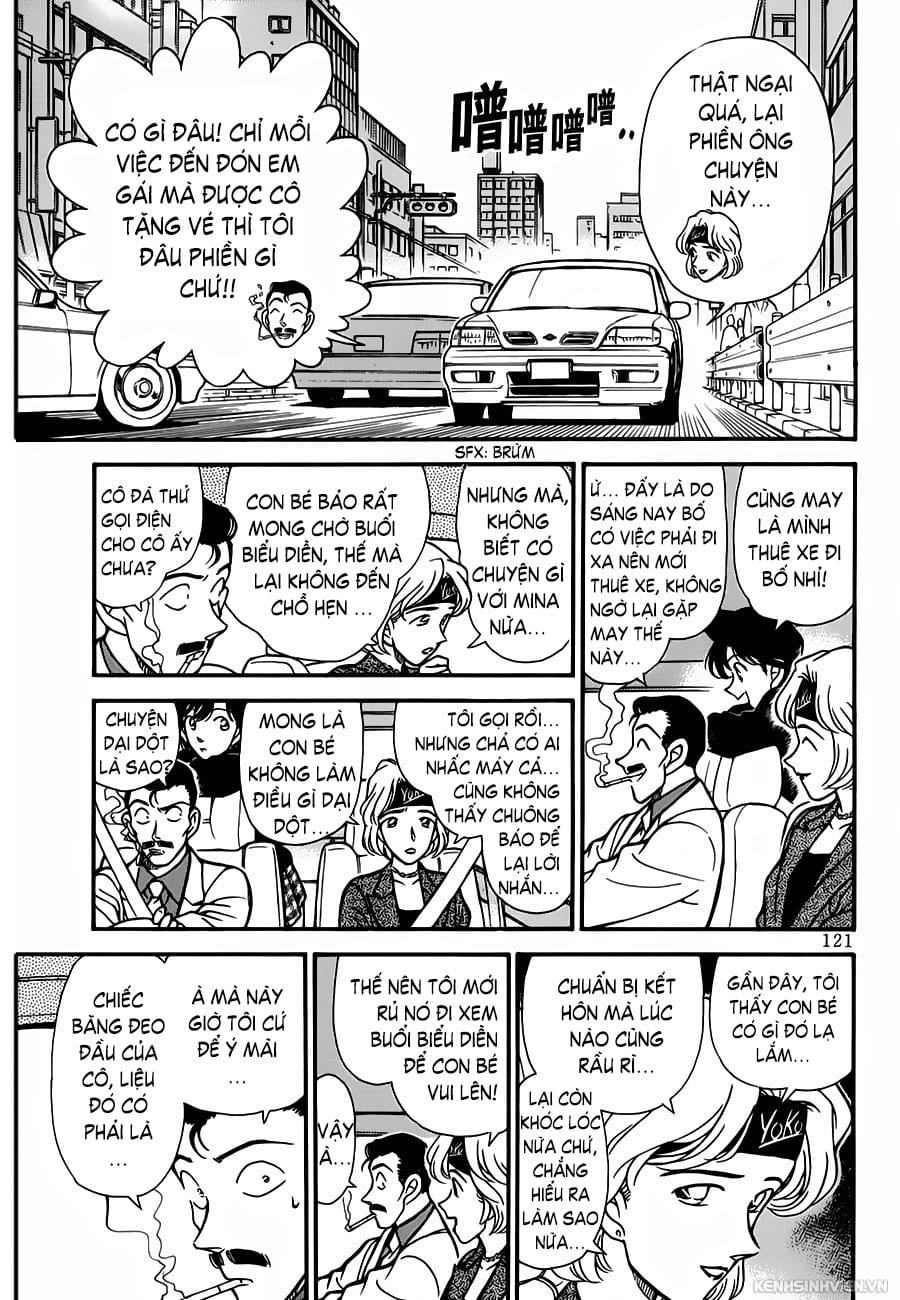 THẬT NGẠI
QUÁ, LẠI
PHIỀN ÔNG
CHUYỆN
NÀY...
噜噜噜噜..
CÓ GÌ ĐÂU! CHỈ MỖI
VIỆC ĐẾN ĐÓN EM
GÁI MÀ ĐƯỢC CÔ
TẶNG VÉ THÌ TÔI
ĐÂU PHIỀN GÌ
CHỨ!!
SFX: BRỪM
CŨNG MAY
LÀ MÌNH
THUÊ XE ĐI
BỐ NHỈ!
Ừ... ĐẤY LÀ DO
SÁNG NAY BỐ
CÓ VIỆC PHẢI ĐI
XA NÊN MỚI
THUÊ XE, KHÔNG
NGỜ LẠI GẶP
MAY THẾ
NÀY...
NHƯNG MÀ,
KHÔNG
BIẾT CÓ
CHUYỆN GÌ
VỚI MINA
NỮA...
CON BÉ BẢO RẤT
MONG CHỜ BUỔI
BIỂU DIỄN, THẾ MÀ
LẠI KHÔNG ĐẾN
CHỖ HẸN ...
CÔ ĐÃ THỬ
GỌI ĐIỆN
CHO CÔ ẤY
CHƯA?
TÔI GỌI RỒI...
NHƯNG CHẢ CÓ AI
NHẤC MÁY CẢ...
CŨNG KHÔNG
THẤY CHUÔNG
BÁO ĐỂ
LẠI LỜI
NHẮN...
YOKO
MONG LÀ
CON BÉ
KHÔNG LÀM
ĐIỀU GÌ DẠI
DỘT...
CHUYỆN
DẠI DỘT
LÀ SAO?
121
GẦN ĐÂY, TÔI
THẤY CON BÉ
CÓ GÌ ĐÓ LẠ
LẮM...
CHUẨN BỊ KẾT
HÔN MÀ LÚC
NÀO CŨNG
RẦU RĨ...
LẠI CÒN
KHÓC LÓC
NỮA CHỨ,
CHẲNG
HIỂU RA
LÀM SAO
NỮA...
YOKO
THẾ NÊN TÔI MỚI
RỦ NÓ ĐI XEM
BUỔI BIỂU DIỄN
ĐỂ CON BÉ
VUI LÊN!
VẬY
À...
À MÀ NÀY
GIỜ TÔI CỨ
ĐỂ Ý MÃI
...
CHIẾC
BĂNG ĐEO
ĐẦU CỦA
CÔ, LIỆU
ĐÓ CÓ
PHẢI LÀ
...
KENHSINHVIEN.VN